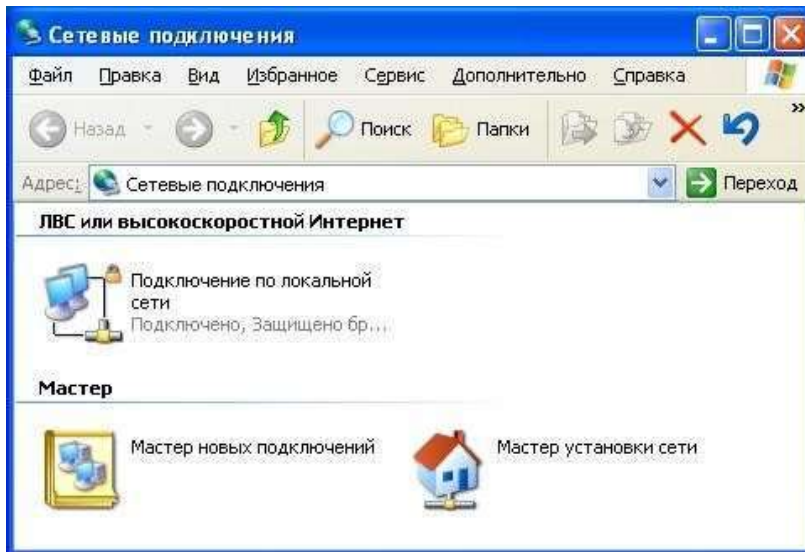 Сетевые подключения
Файл Правка Вид Избранное Сервис Дополнительно Справка
Назад Поиск Папки »
Адрес: Сетевые подключения Переход
ЛВС или высокоскоростной Интернет
Подключение по локальной
сети
Подключено, Защищено бр...
Мастер
Мастер новых подключений Мастер установки сети